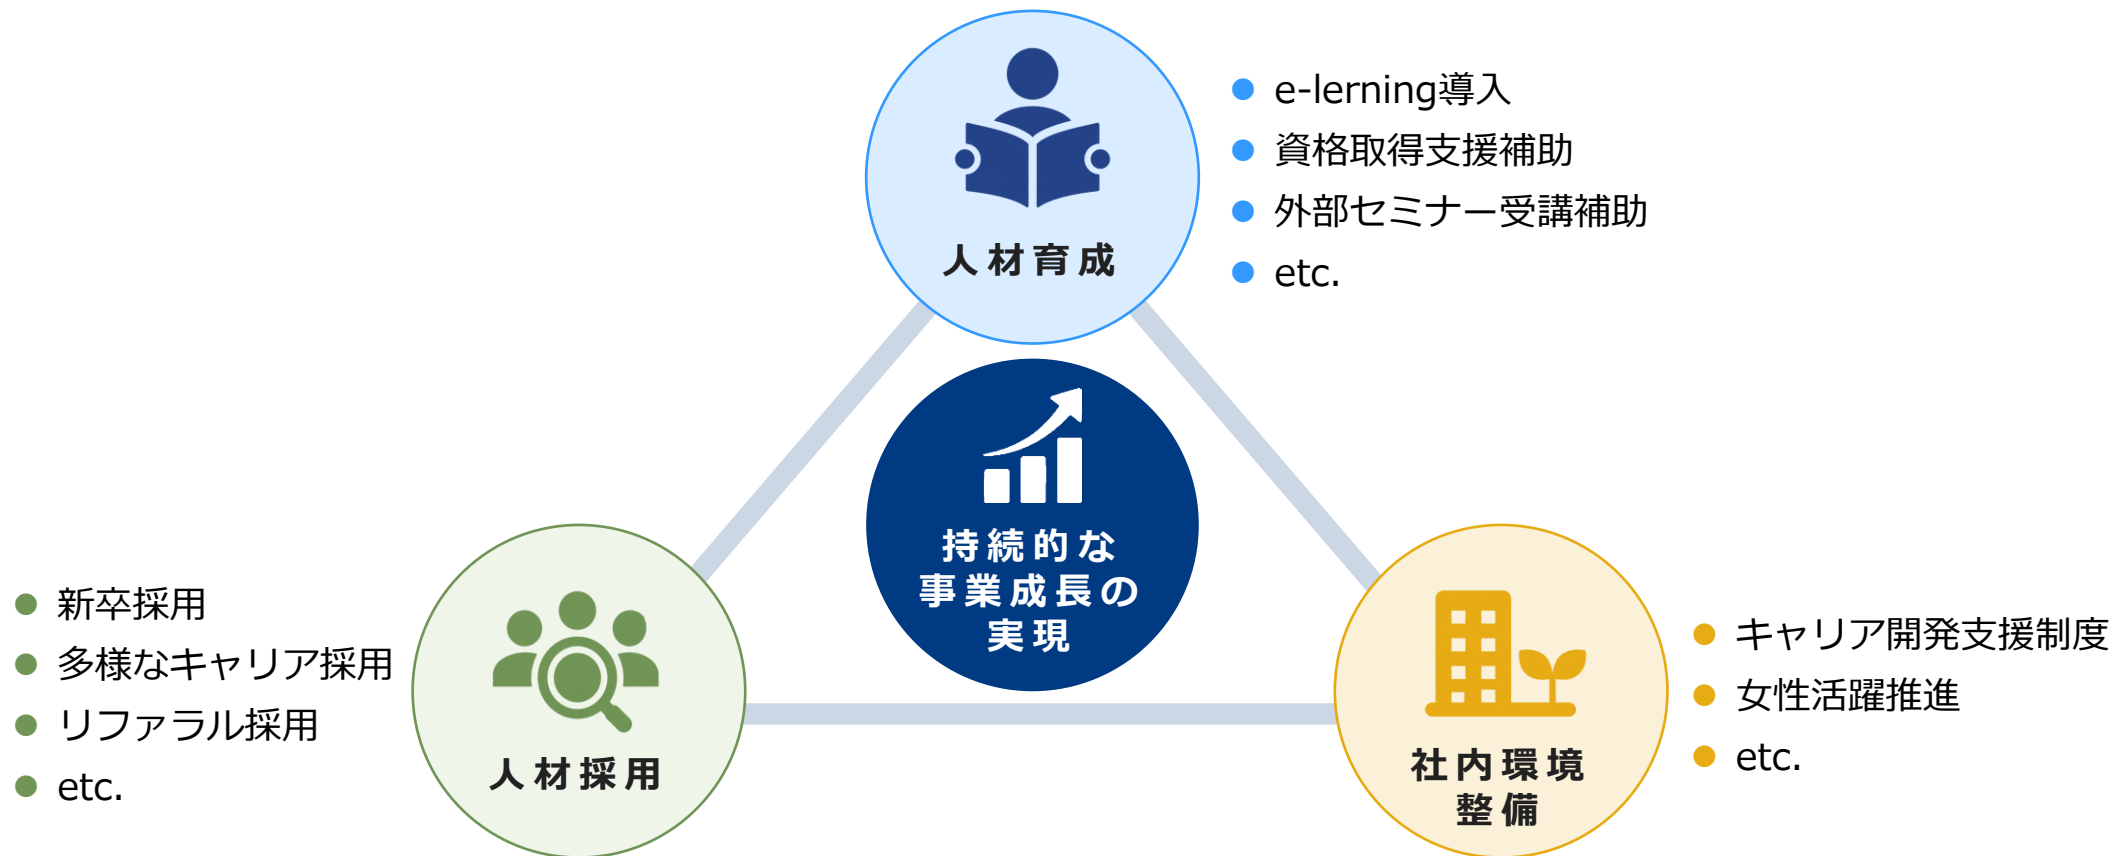 人材育成
e-lerning導入
資格取得支援補助
外部セミナー受講補助
etc.
持続的な
事業成長の
実現
新卒採用
多様なキャリア採用
リファラル採用
etc.
人材採用
社内環境
整備
キャリア開発支援制度
女性活躍推進
etc.